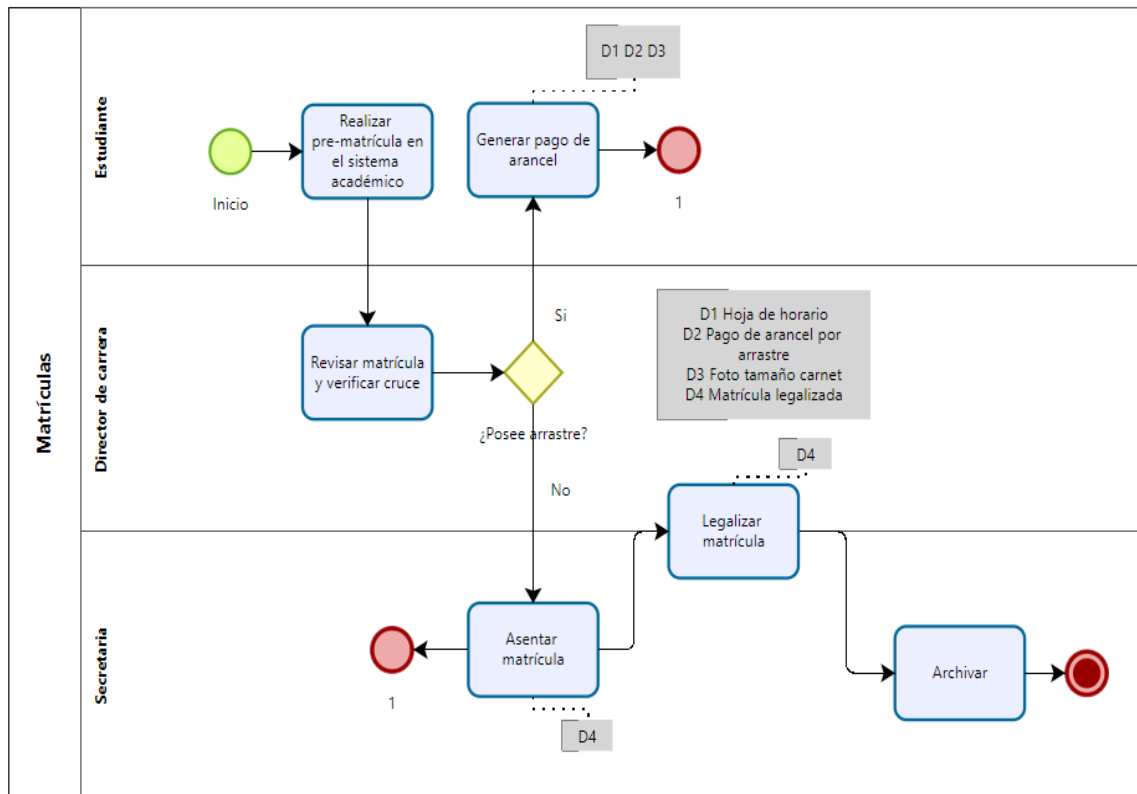 Matrículas
Estudiante
Inicio
Realizar
pre-matrícula en
el sistema
académico
Generar pago de
arancel
D1 D2 D3
1
Director de carrera
Revisar matrícula
y verificar cruce
Si
¿Posee arrastre?
No
D1 Hoja de horario
D2 Pago de arancel por
arrastre
D3 Foto tamaño carnet
D4 Matrícula legalizada
D4
Legalizar
matrícula
Secretaria
1
Asentar
matrícula
D4
Archivar